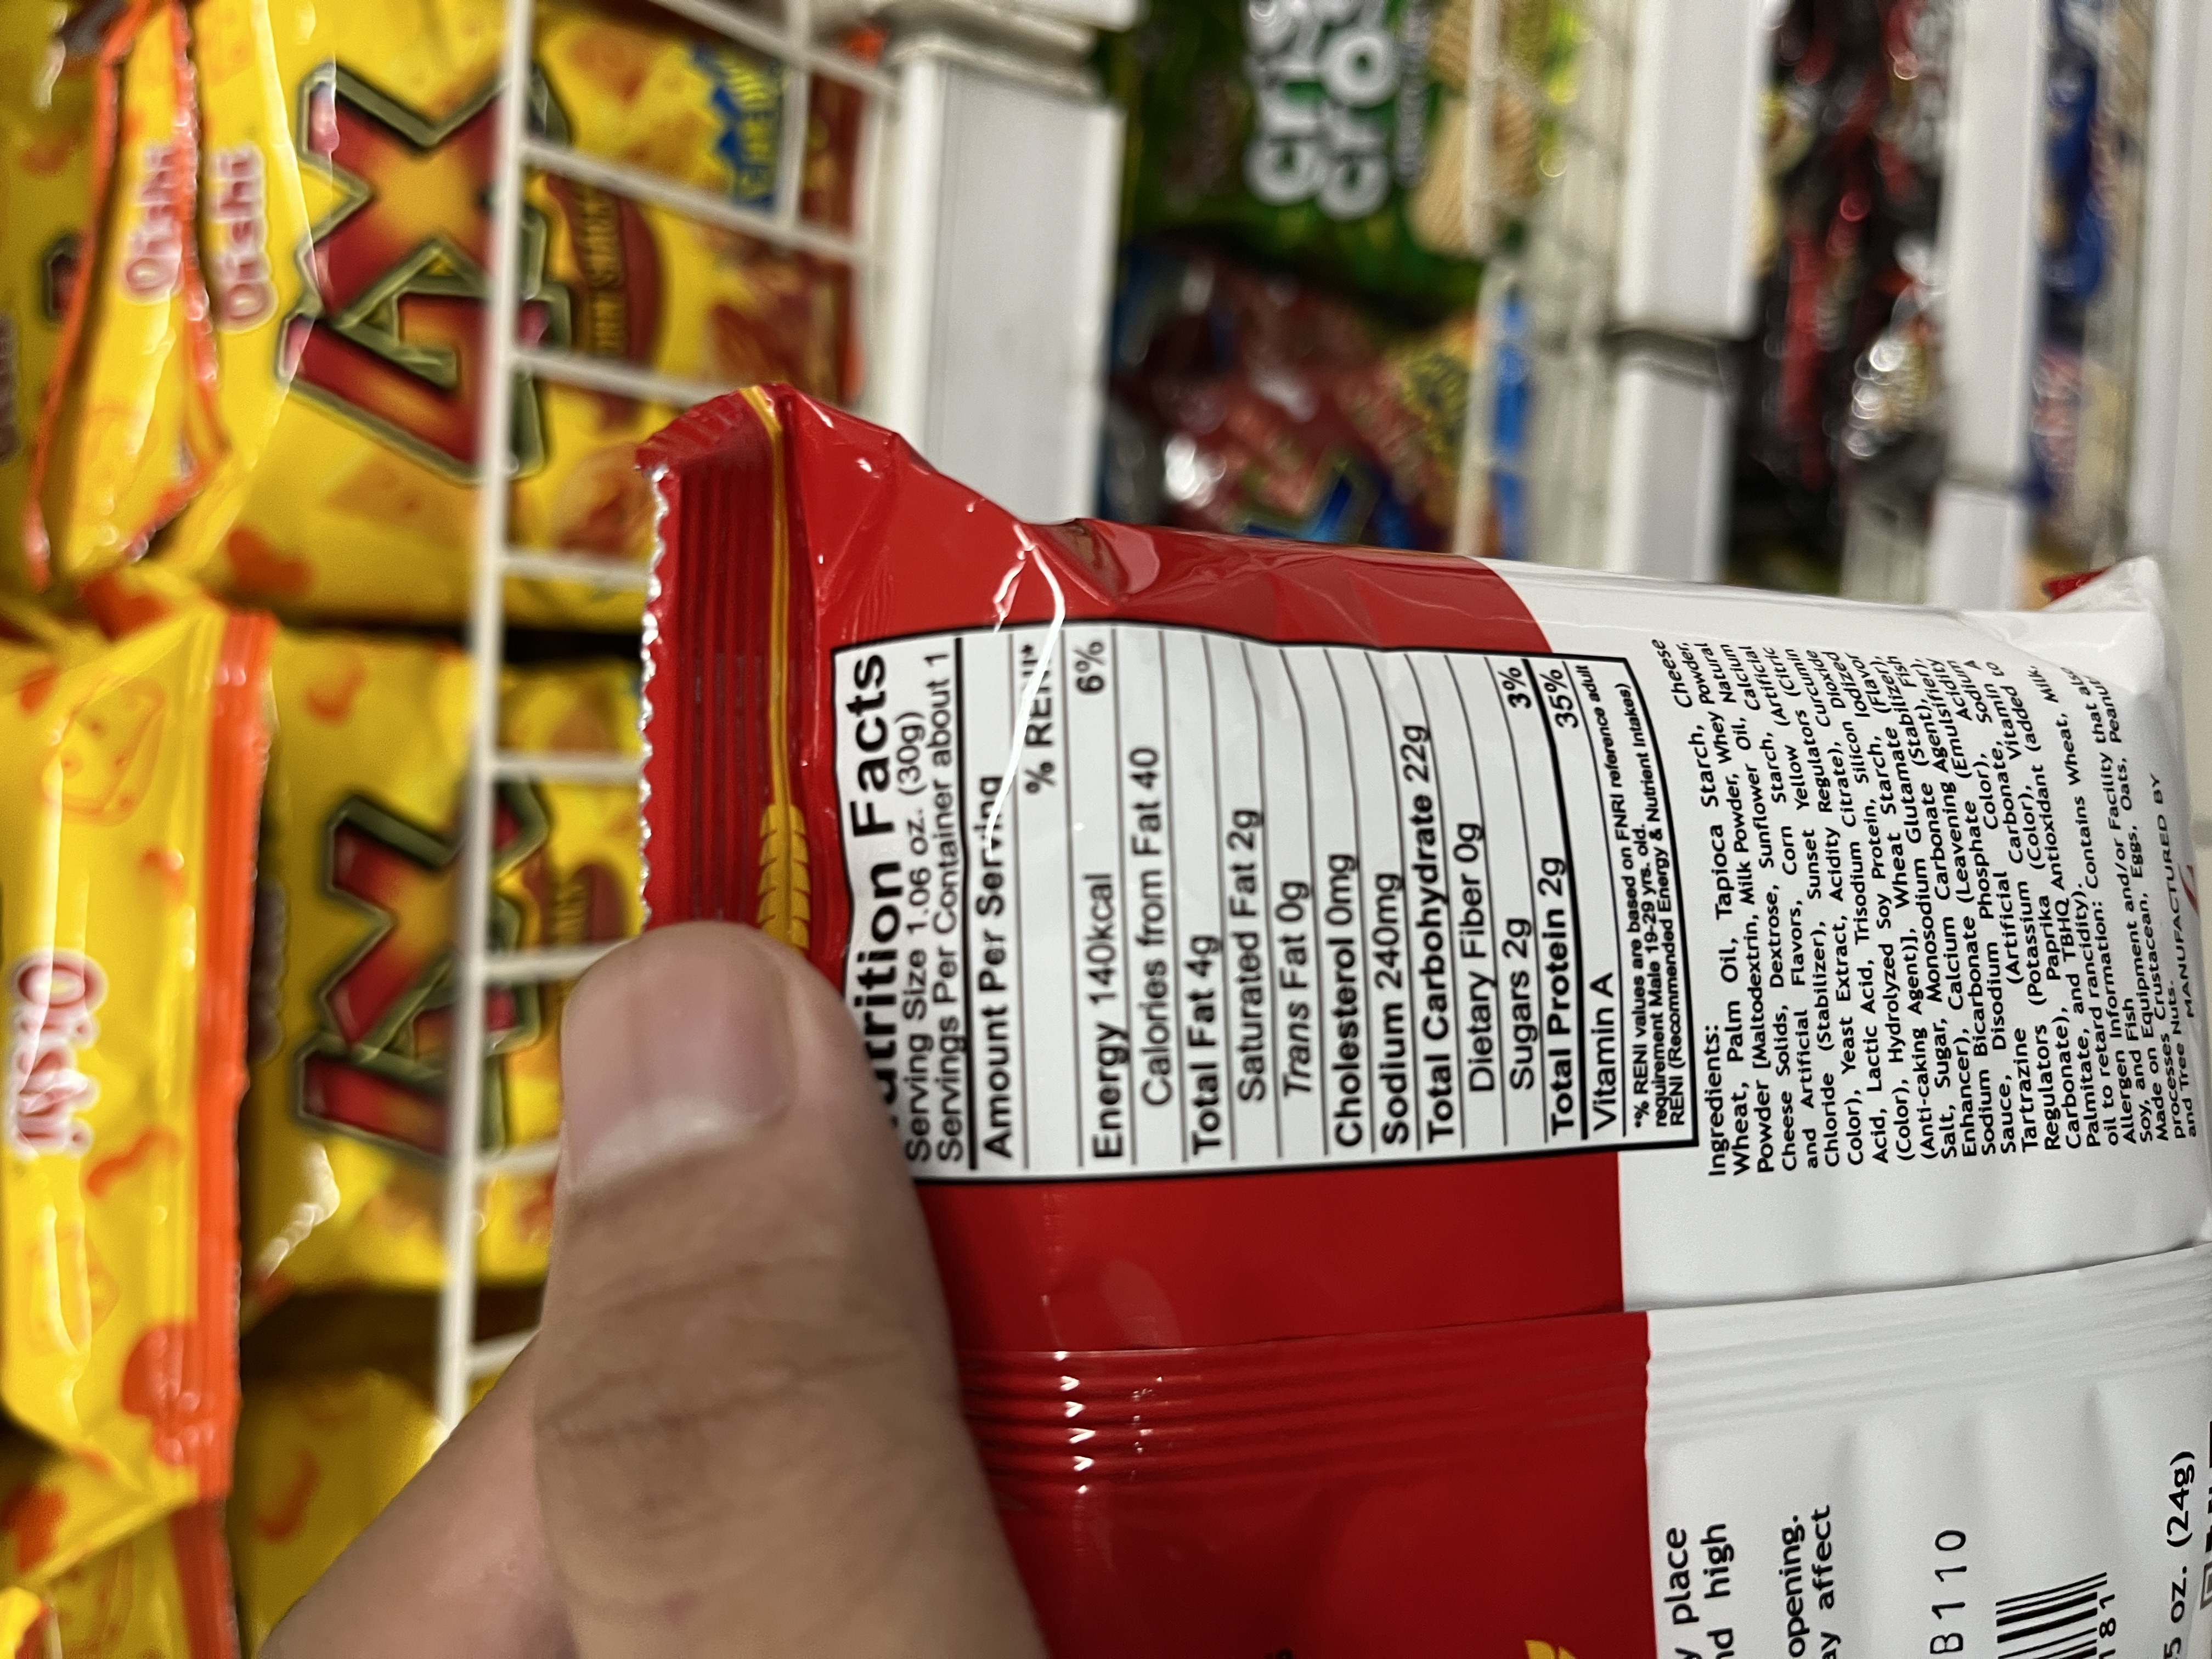 Oishi
Oishi
Oishi
4X
4X
utrition Facts
Serving Size 1.06 oz. (30g)
Servings Per Container about 1
Amount Per Serving
% RENI*
Energy 140kcal 6%
Calories from Fat 40
Total Fat 4g
Saturated Fat 2g
Trans Fat 0g
Cholesterol 0mg
Sodium 240mg
Total Carbohydrate 22g
Dietary Fiber 0g
Sugars 2g
Total Protein 2g 3%
Vitamin A 35%
*% RENI values are based on FNRI reference adult
requirement Male 19-29 yrs. old.
RENI (Recommended Energy & Nutrient Intakes)
Ingredients:
Wheat, Palm Oil, Tapioca Starch, Cheese
Powder [Maltodextrin, Milk Powder, Whey Powder,
Cheese Solids, Dextrose, Sunflower Oil, Natural
and Artificial Flavors, Corn Starch, Calcium
Chloride (Stabilizer), Sunset Yellow (Artificial
Color), Yeast Extract, Acidity Regulators (Citric
Acid, Lactic Acid, Trisodium Citrate), Curcumin
(Color), Hydrolyzed Soy Protein, Silicon Dioxide
(Anti-caking Agent)], Wheat Starch, Iodized
Salt, Sugar, Monosodium Glutamate (Flavor
Enhancer), Calcium Carbonate (Stabilizer),
Sodium Bicarbonate (Leavening Agent), Fish
Sauce, Disodium Phosphate (Emulsifier),
Tartrazine (Artificial Color), Acidity
Regulators (Potassium Carbonate, Sodium
Carbonate), Paprika (Color), Vitamin A
Palmitate, and TBHQ Antioxidant (added to
oil to retard rancidity).
Allergen Information: Contains Wheat, Milk,
Soy, and Fish
Made on Equipment and/or Facility that also
processes Crustacean, Eggs, Oats, Peanut
and Tree Nuts.
MANUFACTURED BY
y place
nd high
opening.
ay affect
B110
181
5 oz. (24g)
cris
cros